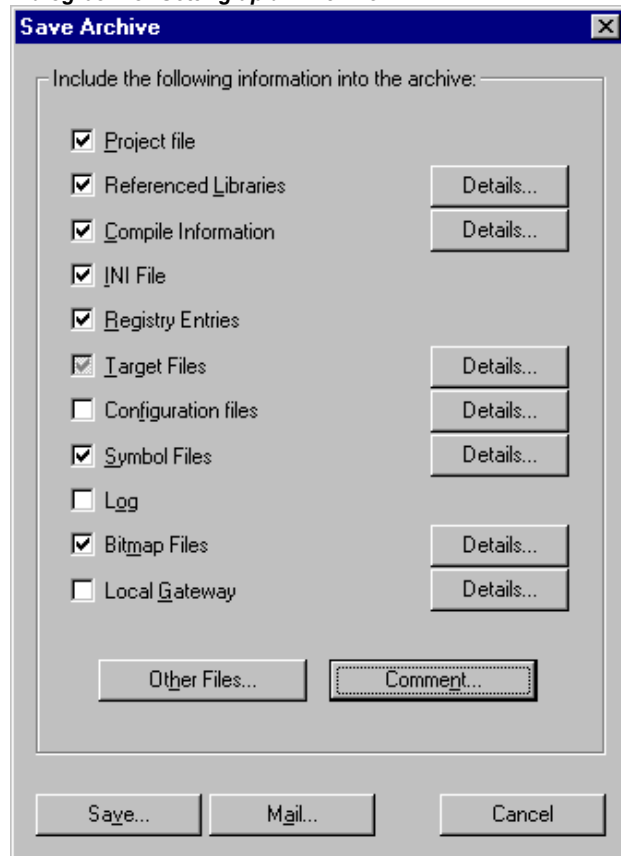 Save Archive
Include the following information into the archive:
Project file
Referenced Libraries Details...
Compile Information Details...
INI File
Registry Entries
Target Files Details...
Configuration files Details...
Symbol Files Details...
Log
Bitmap Files Details...
Local Gateway Details...
Other Files... Comment...
Save... Mail... Cancel